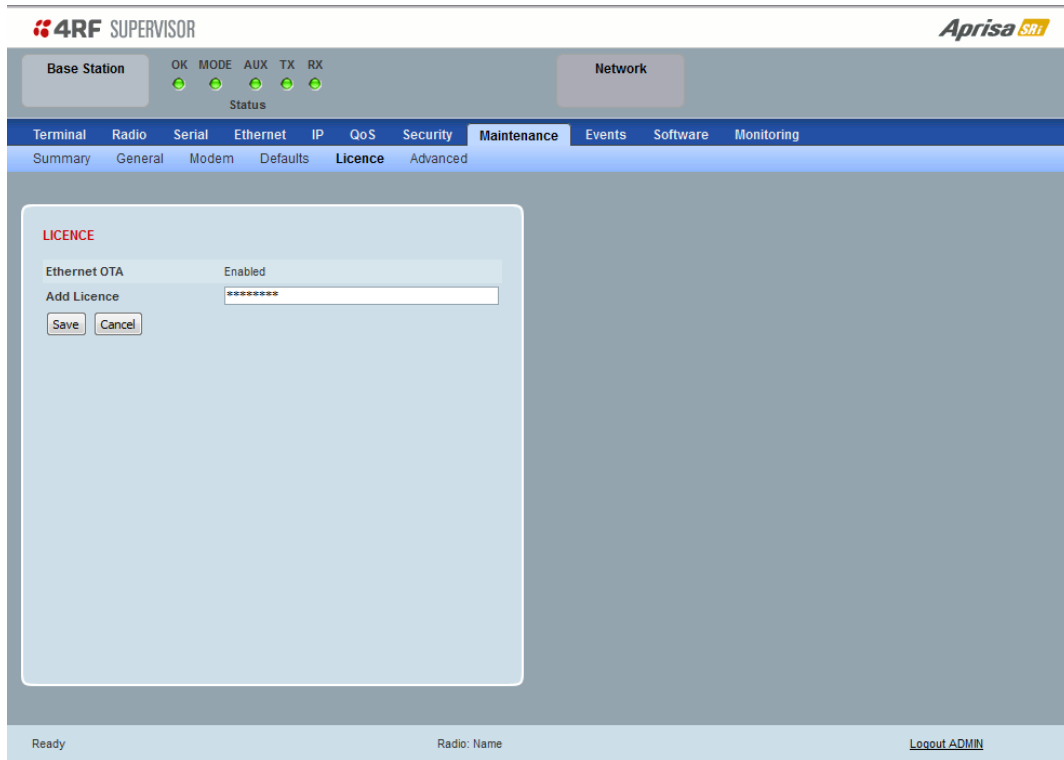 4RF SUPERVISOR
Aprisa SRi
Base Station
OK MODE AUX TX RX
Status
Network
Terminal Radio Serial Ethernet IP QoS Security Maintenance Events Software Monitoring
Summary General Modem Defaults Licence Advanced
LICENCE
Ethernet OTA Enabled
Add Licence ********
Save Cancel
Ready Radio: Name Logout ADMIN